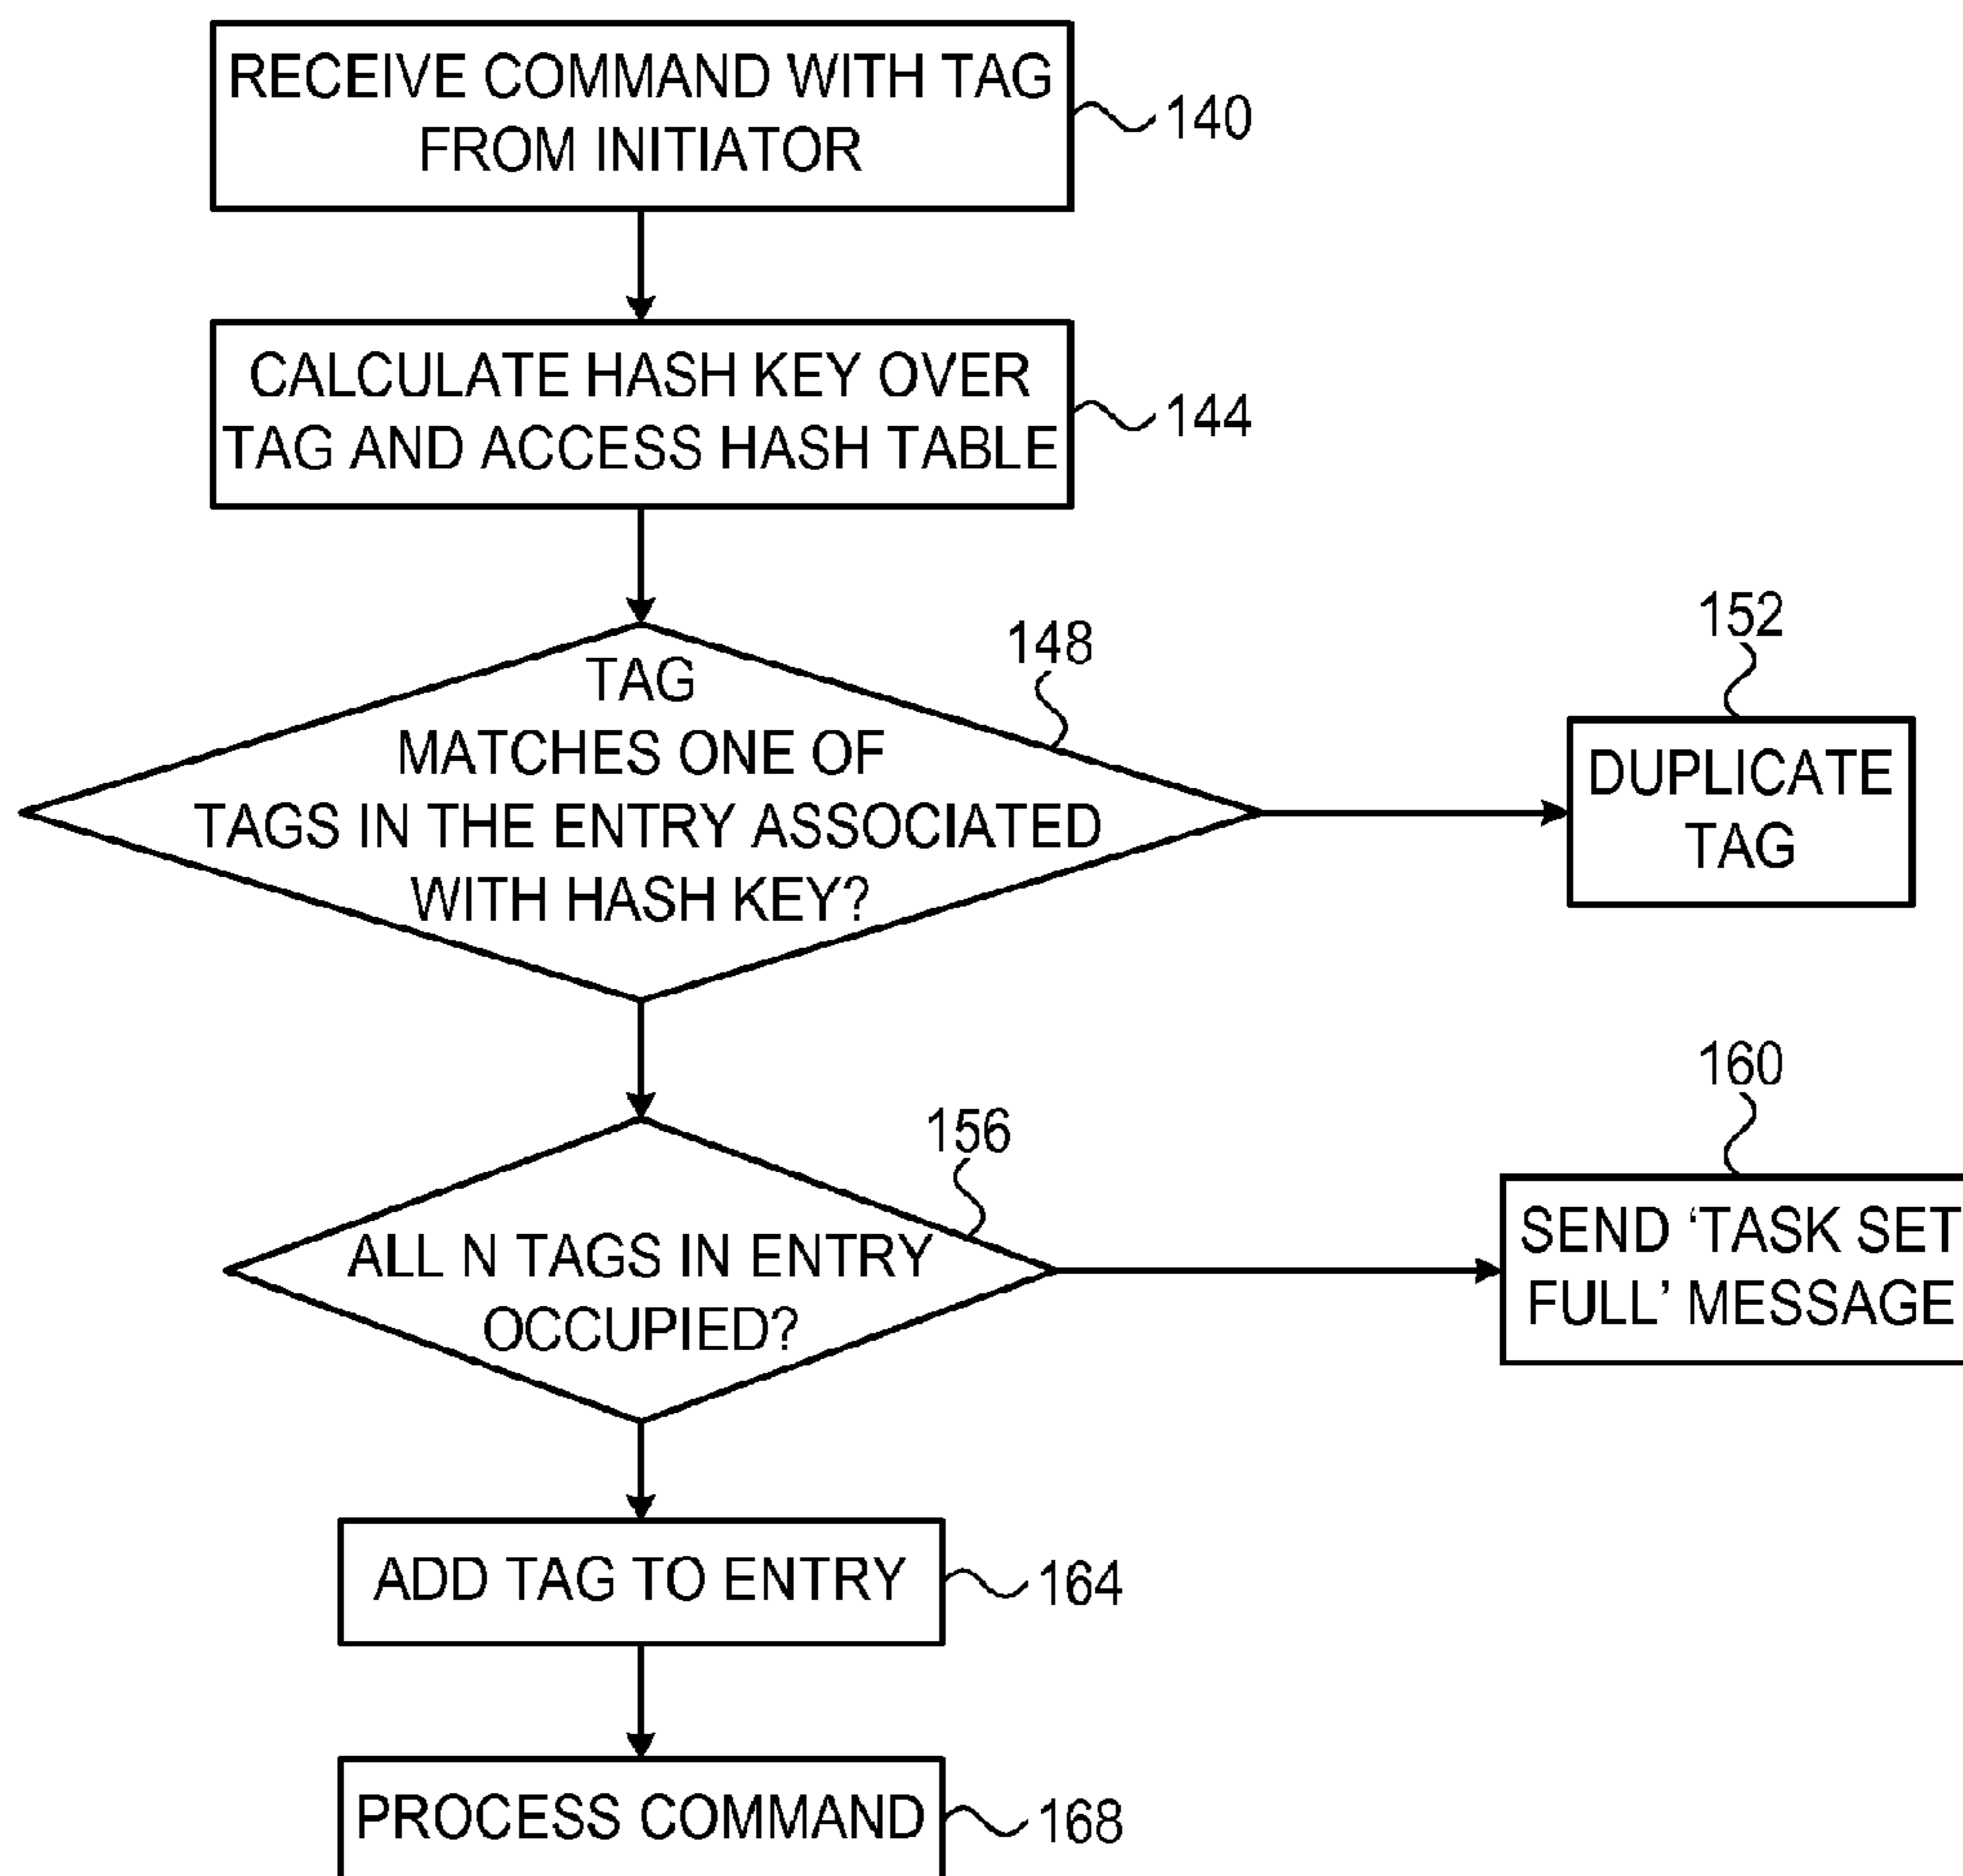 RECEIVE COMMAND WITH TAG
FROM INITIATOR
140
CALCULATE HASH KEY OVER
TAG AND ACCESS HASH TABLE
144
148
TAG
MATCHES ONE OF
TAGS IN THE ENTRY ASSOCIATED
WITH HASH KEY?
152
DUPLICATE
TAG
156
ALL N TAGS IN ENTRY
OCCUPIED?
160
SEND ‘TASK SET
FULL’ MESSAGE
ADD TAG TO ENTRY
164
PROCESS COMMAND
168